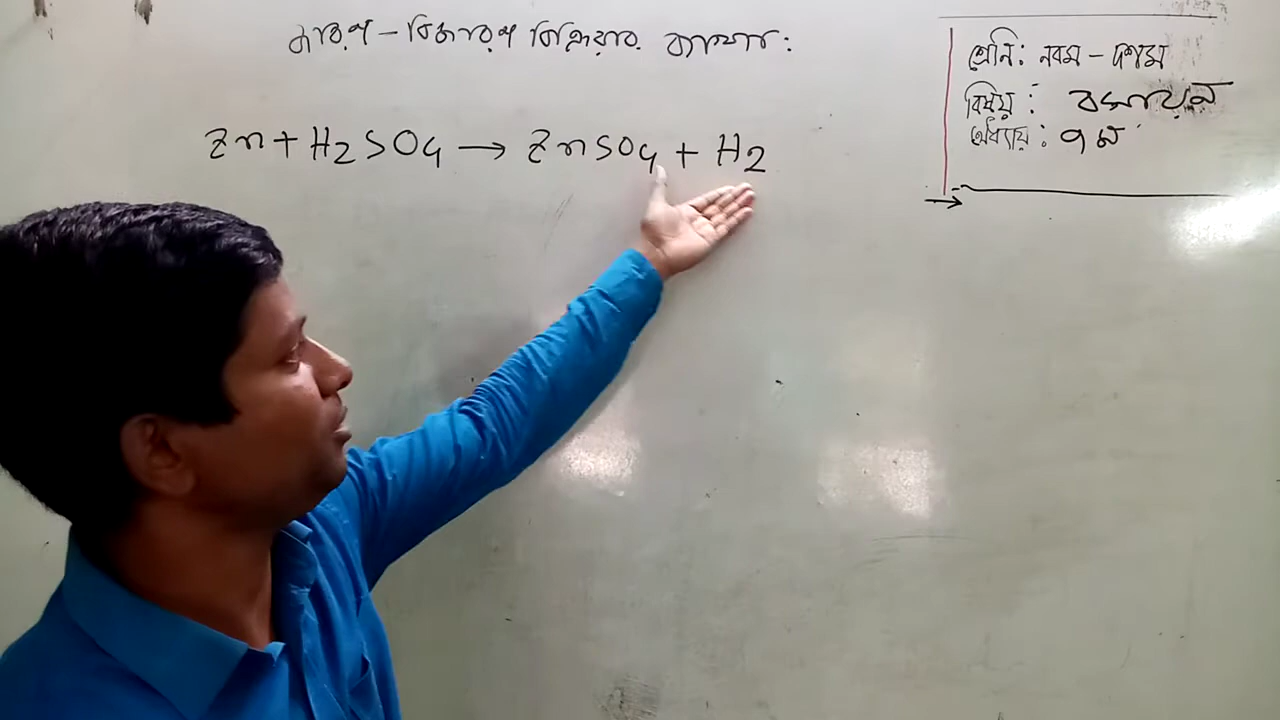 জারণ-বিজারণ বিক্রিয়ার ব্যাখ্যা:
Zn+H2SO4 → ZnSO4 + H2
শ্রেনি: নবম - দশম
বিষয়: রসায়ন
অধ্যায়: ৭ম